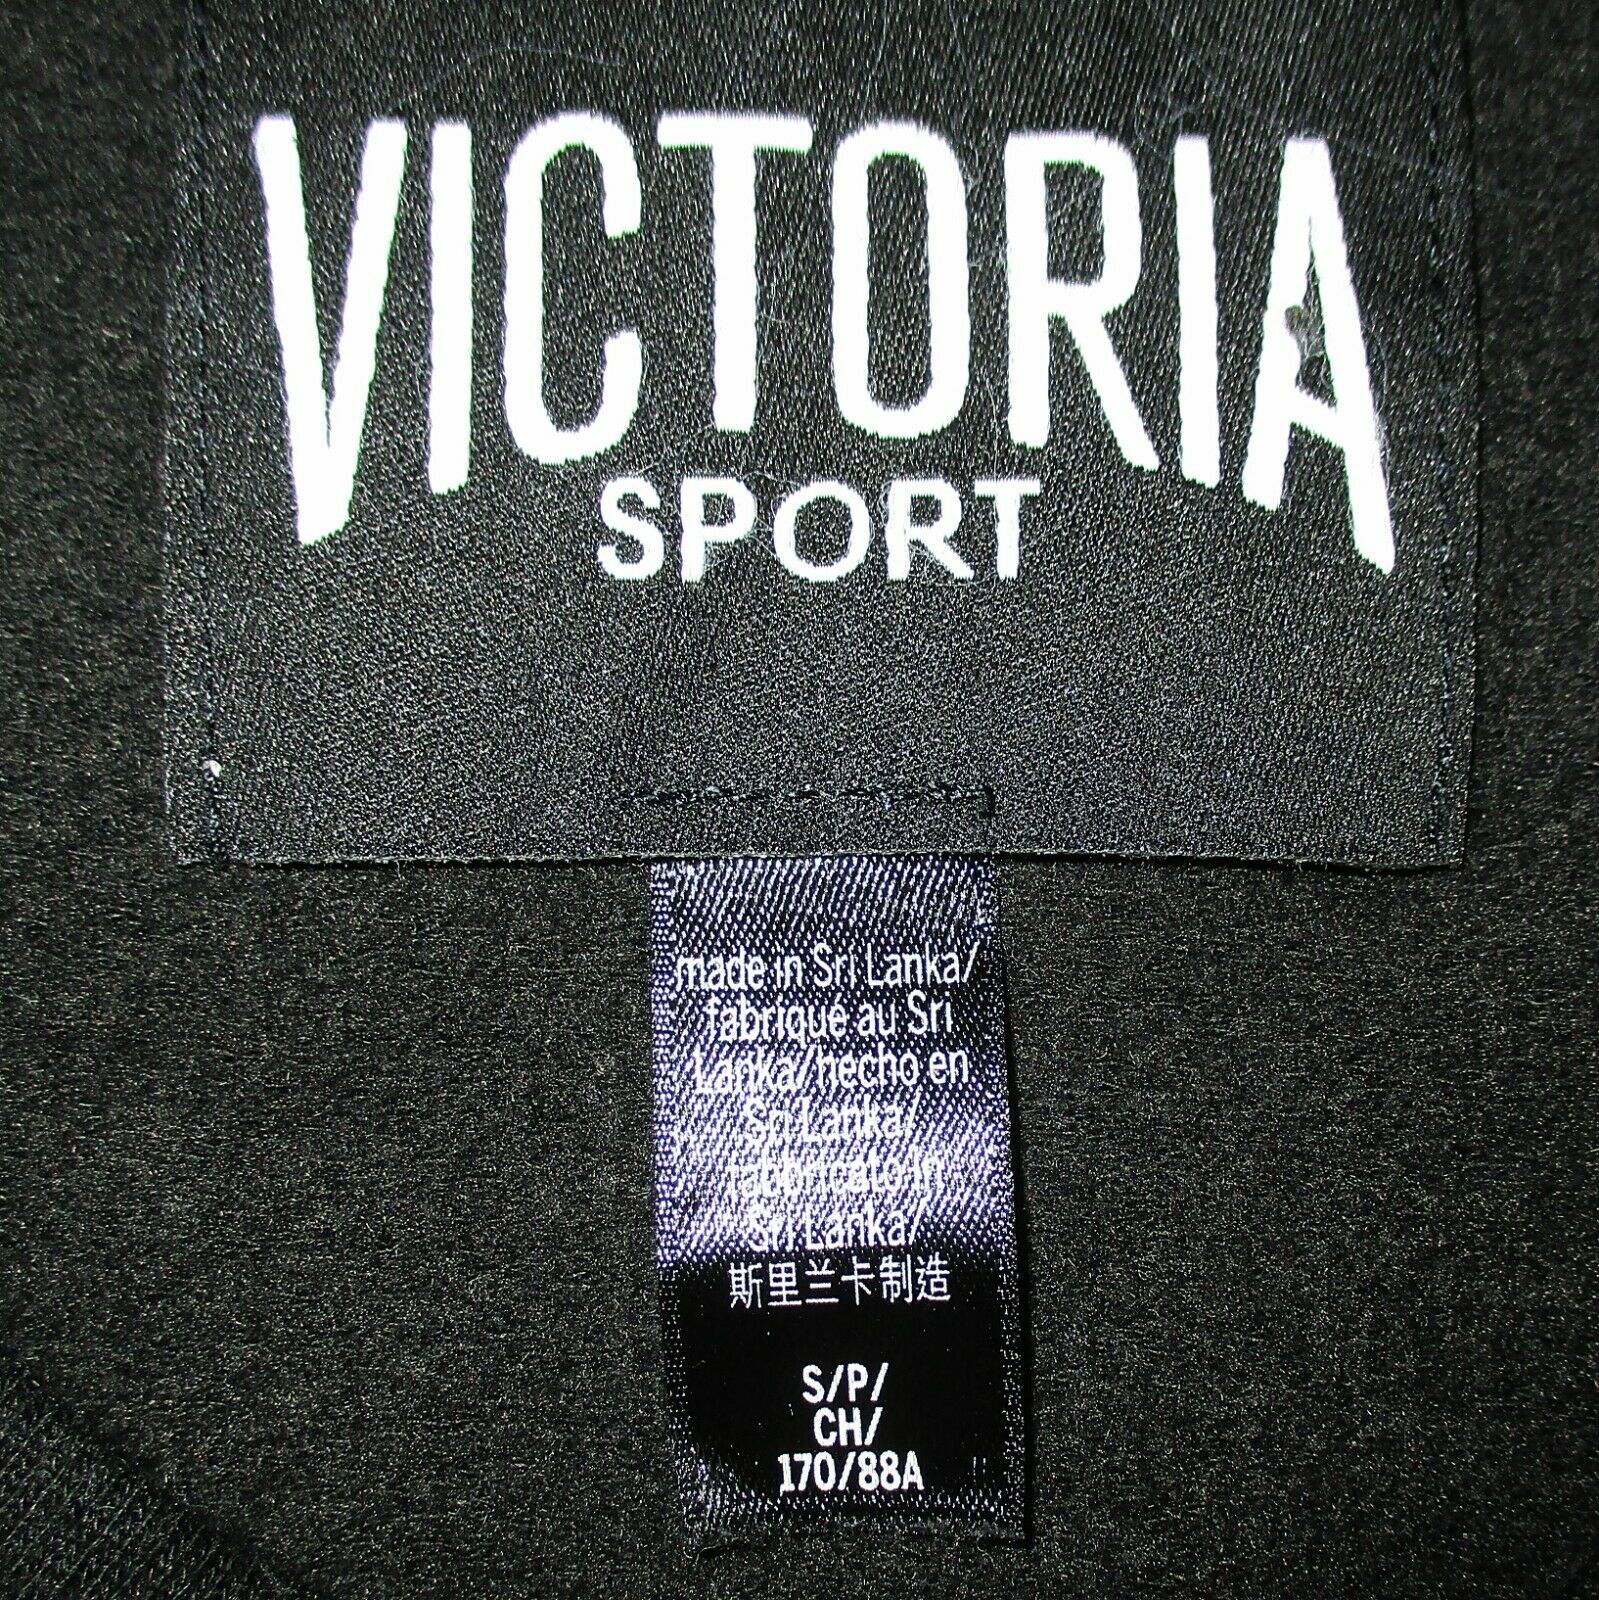 VICTORIA
SPORT
made in Sri Lanka/
fabriqué au Sri
Lanka/hecho en
Sri Lanka/
fabbricato in
Sri Lanka/
斯里兰卡制造
S/P/
CH/
170/88A